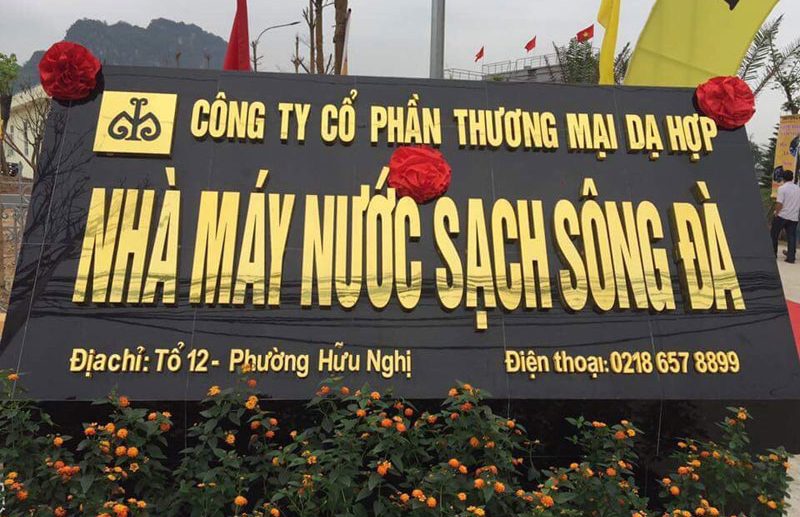 CÔNG TY CỔ PHẦN THƯƠNG MẠI DẠ HỢP
NHÀ MÁY NƯỚC SẠCH SÔNG ĐÀ
Địa chỉ: Tổ 12 - Phường Hữu Nghị
Điện thoại: 0218 657 8899